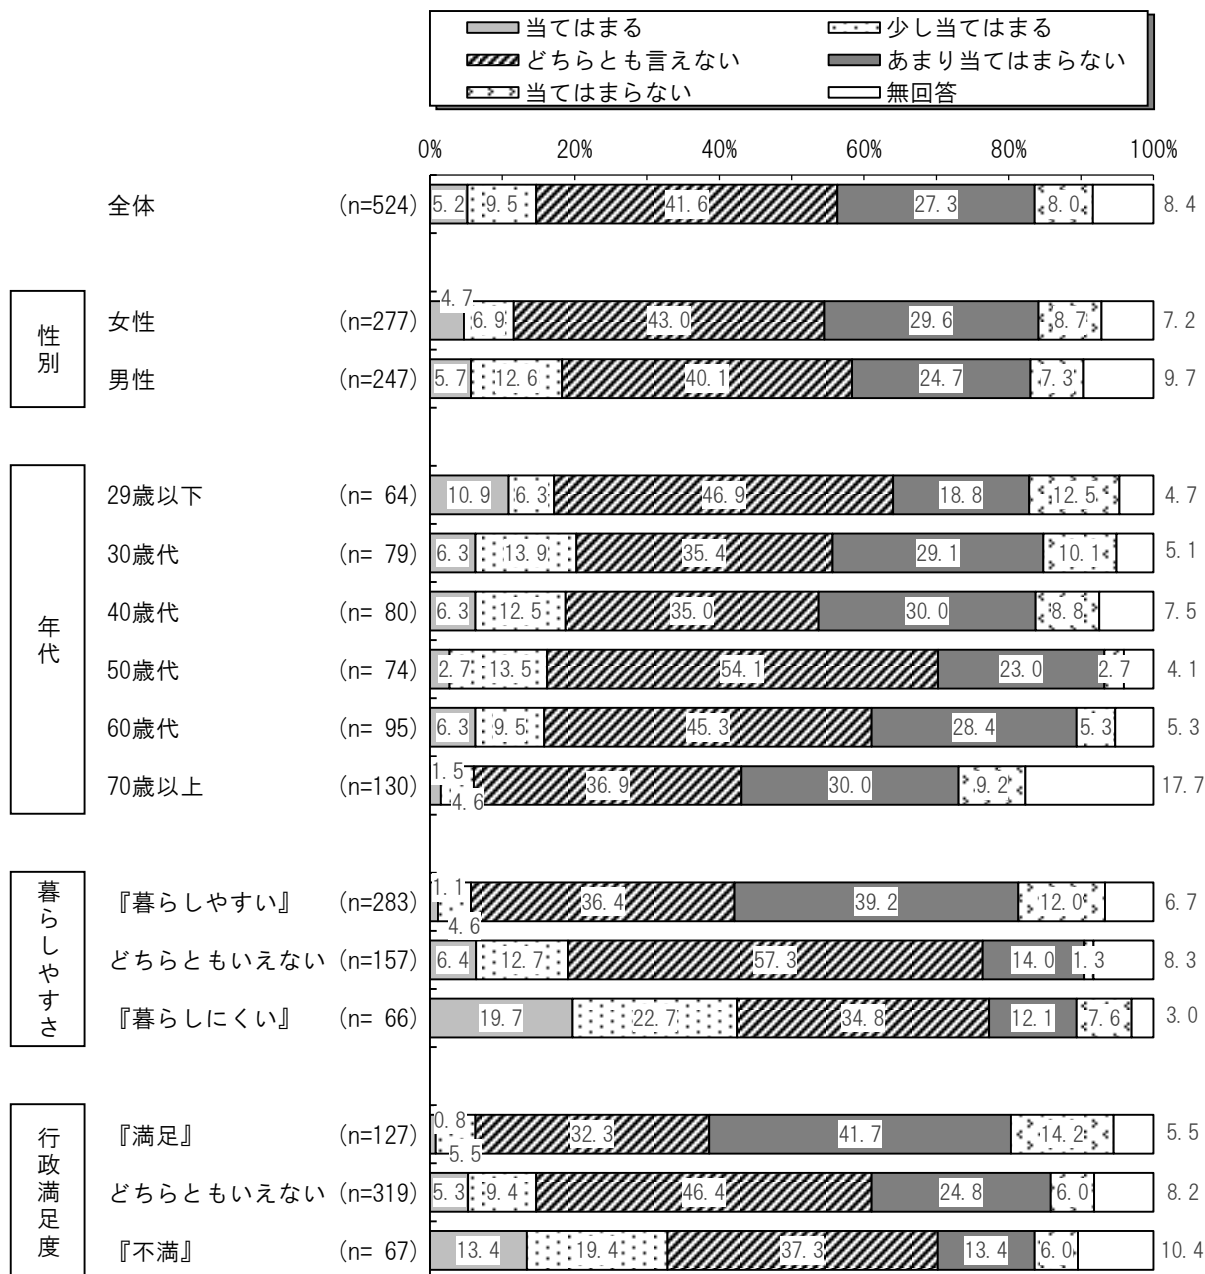 当てはまる 少し当てはまる
どちらとも言えない あまり当てはまらない
当てはまらない 無回答
0% 20% 40% 60% 80% 100%
全体 (n=524) 5.2 9.5 41.6 27.3 8.0 8.4
性別
女性 (n=277) 4.7 6.9 43.0 29.6 8.7 7.2
男性 (n=247) 5.7 12.6 40.1 24.7 7.3 9.7
年代
29歳以下 (n= 64) 10.9 6.3 46.9 18.8 12.5 4.7
30歳代 (n= 79) 6.3 13.9 35.4 29.1 10.1 5.1
40歳代 (n= 80) 6.3 12.5 35.0 30.0 8.8 7.5
50歳代 (n= 74) 2.7 13.5 54.1 23.0 2.7 4.1
60歳代 (n= 95) 6.3 9.5 45.3 28.4 5.3 5.3
70歳以上 (n=130) 1.5 4.6 36.9 30.0 9.2 17.7
暮らしやすさ
『暮らしやすい』 (n=283) 1.1 4.6 36.4 39.2 12.0 6.7
どちらともいえない (n=157) 6.4 12.7 57.3 14.0 1.3 8.3
『暮らしにくい』 (n= 66) 19.7 22.7 34.8 12.1 7.6 3.0
行政満足度
『満足』 (n=127) 0.8 5.5 32.3 41.7 14.2 5.5
どちらともいえない (n=319) 5.3 9.4 46.4 24.8 6.0 8.2
『不満』 (n= 67) 13.4 19.4 37.3 13.4 6.0 10.4